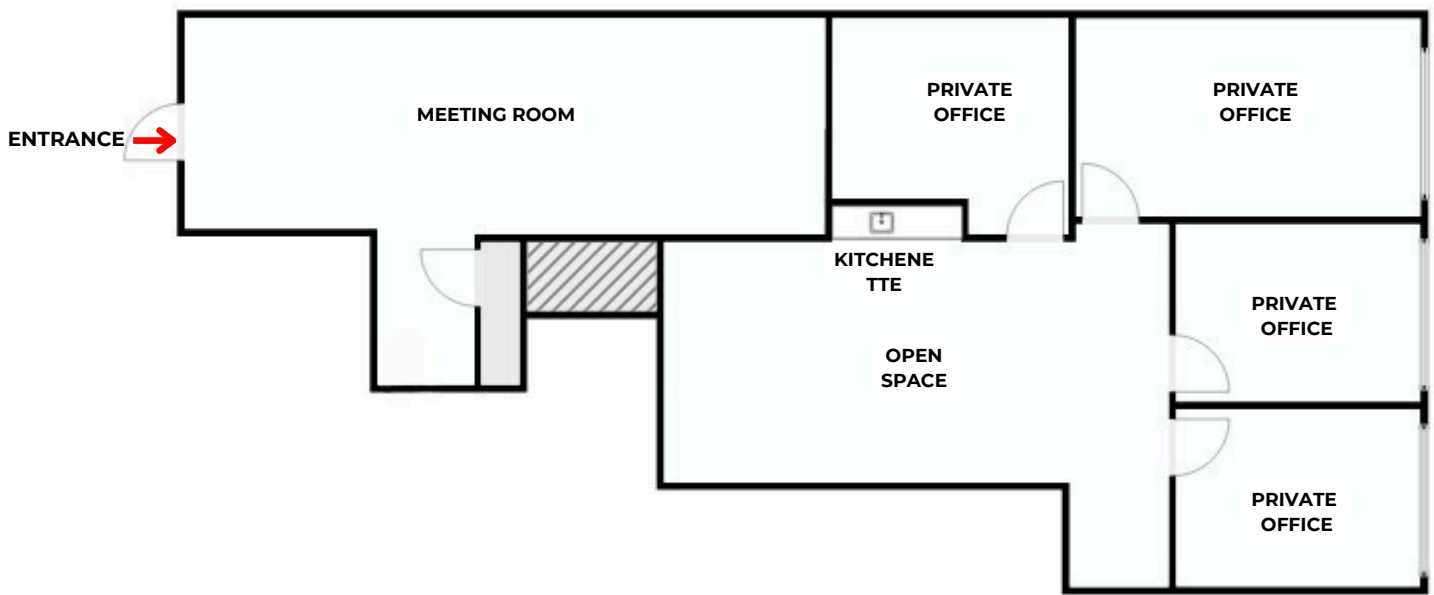 PRIVATE
OFFICE
PRIVATE
OFFICE
MEETING ROOM
ENTRANCE
KITCHENE
TTE
PRIVATE
OFFICE
OPEN
SPACE
PRIVATE
OFFICE